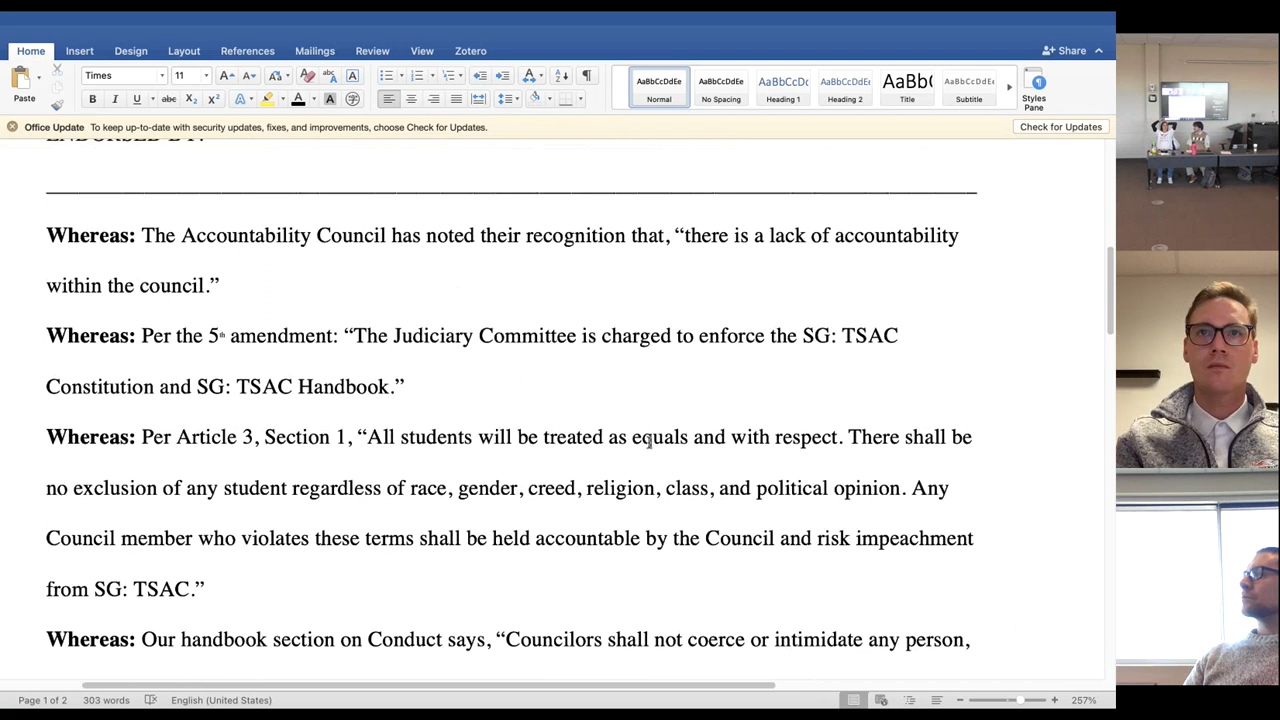 Home Insert Design Layout References Mailings Review View Zotero Share
Times 11
Paste
AaBbCcDdEe AaBbCcDdEe AaBbCcDc AaBbCcDdE AaBb( AaBbCcDdEe
Normal No Spacing Heading 1 Heading 2 Title Subtitle Styles Pane
Office Update To keep up-to-date with security updates, fixes, and improvements, choose Check for Updates. Check for Updates
Whereas: The Accountability Council has noted their recognition that, “there is a lack of accountability
within the council.”
Whereas: Per the 5th amendment: “The Judiciary Committee is charged to enforce the SG: TSAC
Constitution and SG: TSAC Handbook.”
Whereas: Per Article 3, Section 1, “All students will be treated as equals and with respect. There shall be
no exclusion of any student regardless of race, gender, creed, religion, class, and political opinion. Any
Council member who violates these terms shall be held accountable by the Council and risk impeachment
from SG: TSAC.”
Whereas: Our handbook section on Conduct says, “Councilors shall not coerce or intimidate any person,
Page 1 of 2 303 words English (United States) 257%